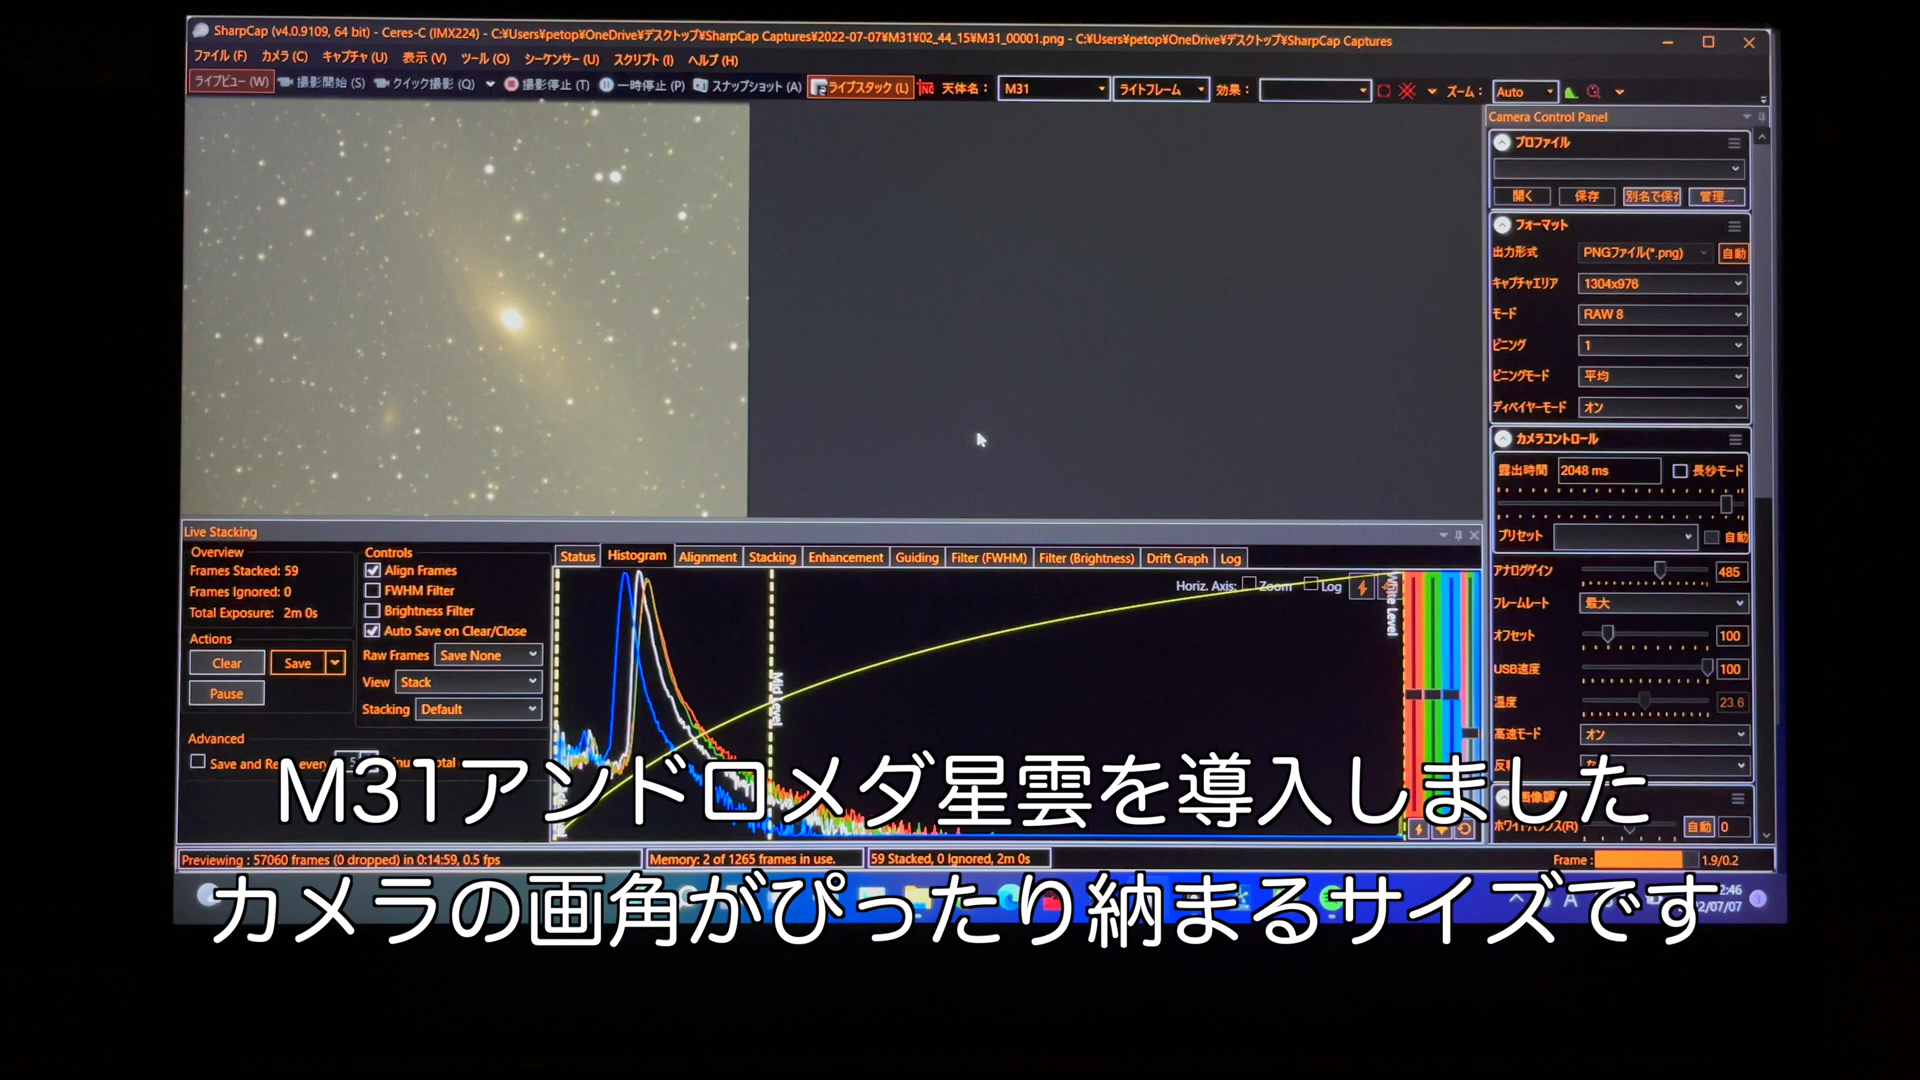 SharpCap (v4.0.9109, 64 bit) - Ceres-C (IMX224) - C:¥Users¥petop¥OneDrive¥デスクトップ¥SharpCap Captures¥2022-07-07¥M31¥02_44_15¥M31_00001.png - C:¥Users¥petop¥OneDrive¥デスクトップ¥SharpCap Captures
ファイル (F) カメラ (C) キャプチャ (U) 表示 (V) ツール (O) シーケンサー (U) スクリプト (I) ヘルプ (H)
ライブビュー (W) 撮影開始 (S) クイック撮影 (Q) 撮影停止 (T) 一時停止 (P) スナップショット (A) ライブスタック (L) 天体名： M31 ライトフレーム 効果： ズーム： Auto
Camera Control Panel
プロファイル
開く 保存 別名で保存 管理...
フォーマット
出力形式 PNGファイル(*.png) 自動
キャプチャエリア 1304x976
モード RAW 8
ビニング 1
ビニングモード 平均
ディベイヤーモード オン
カメラコントロール
露出時間 2048 ms 長秒モード
プリセット 自動
アナログゲイン 485
フレームレート 最大
オフセット 100
USB速度 100
温度 23.6
高速モード オン
ホワイトバランス(R) 自動 0
Live Stacking
Overview
Frames Stacked: 59
Frames Ignored: 0
Total Exposure: 2m 0s
Actions
Clear Save
Pause
Controls
Align Frames
FWHM Filter
Brightness Filter
Auto Save on Clear/Close
Raw Frames Save None
View Stack
Stacking Default
Advanced
Save and
Status Histogram Alignment Stacking Enhancement Guiding Filter (FWHM) Filter (Brightness) Drift Graph Log
Horiz. Axis: Zoom Log
Mid Level
White Level
M31アンドロメダ星雲を導入しました
Previewing : 57060 frames (0 dropped) in 0:14:59, 0.5 fps Memory: 2 of 1265 frames in use. 59 Stacked, 0 Ignored, 2m 0s Frame : 1.9/0.2
カメラの画角がぴったり納まるサイズです